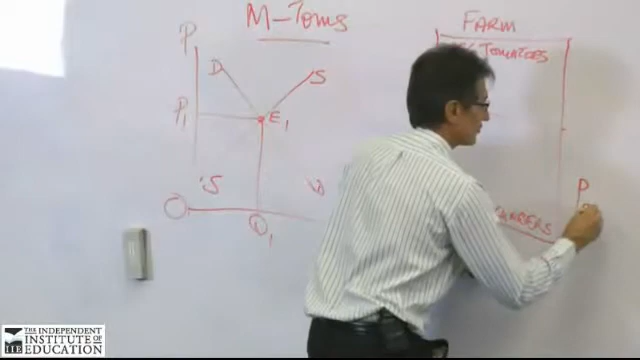 M-Toms
FARM
P
TOMATOES
D
S
P1
E1
'S
D
O
Q1
P
THE INDEPENDENT
INSTITUTE OF
EDUCATION
IIE